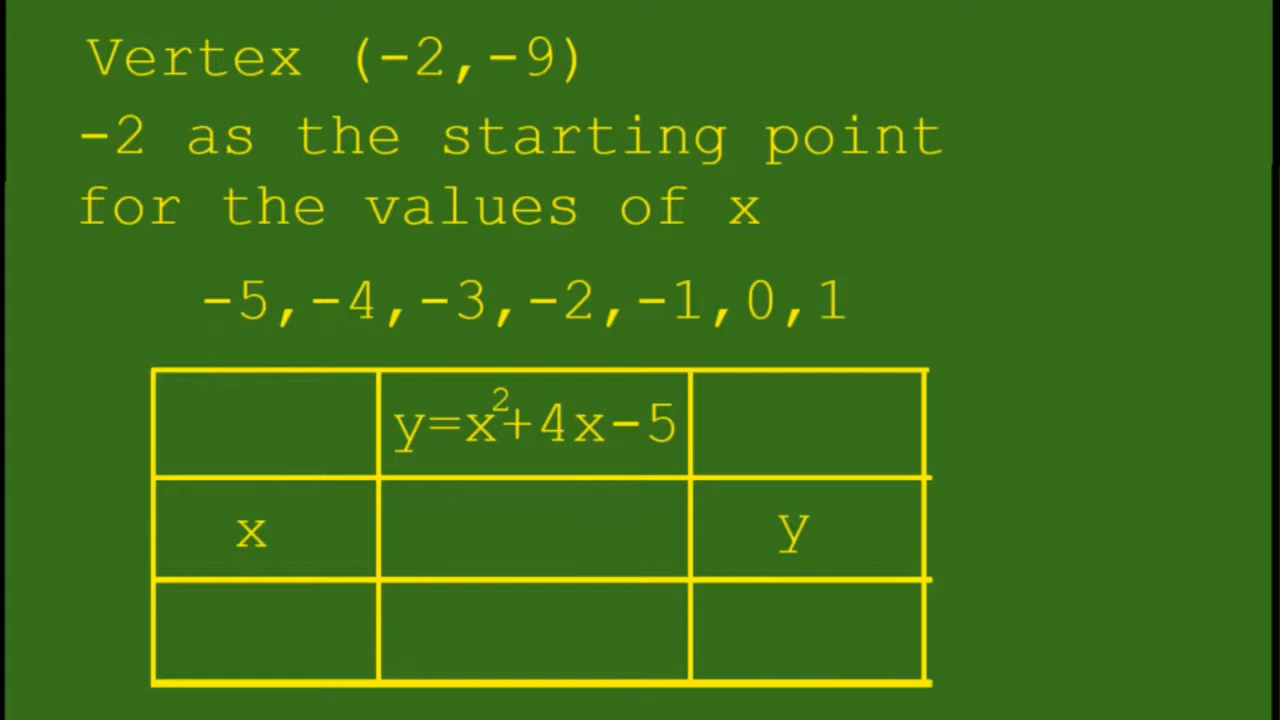 Vertex (-2,-9)
-2 as the starting point
for the values of x
-5,-4,-3,-2,-1,0,1
y=x²+4x-5
x y